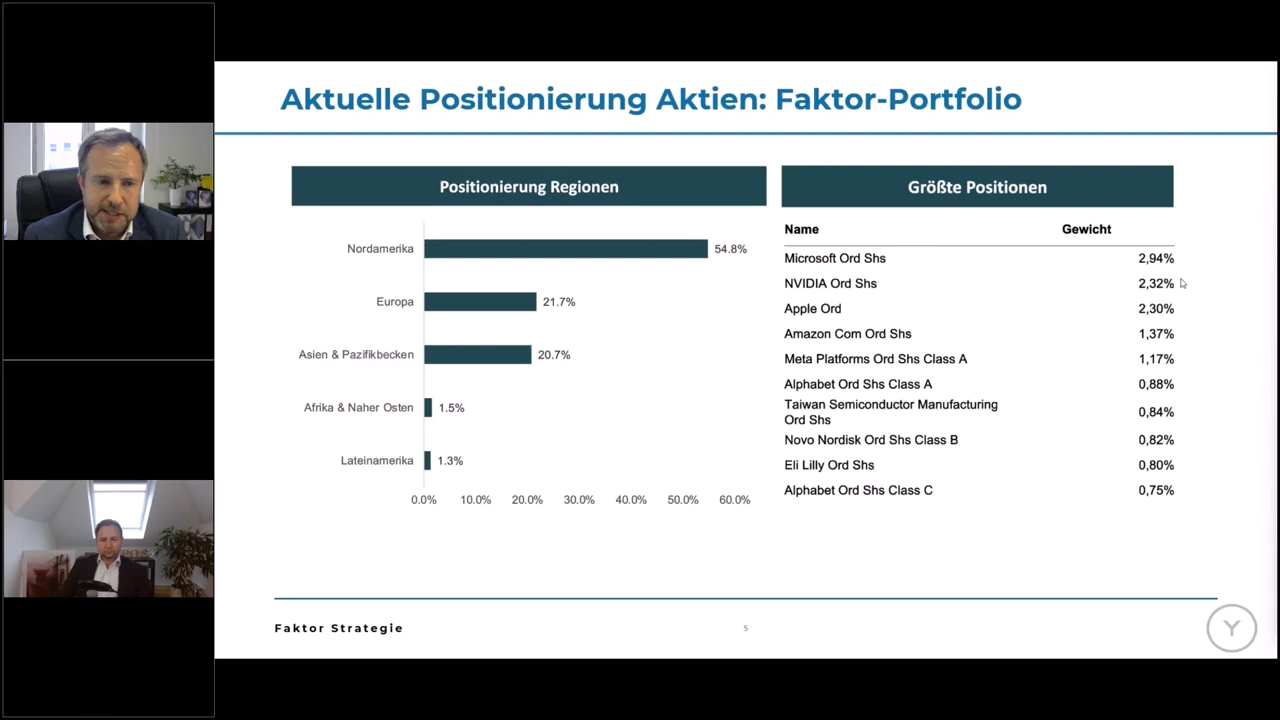 Aktuelle Positionierung Aktien: Faktor-Portfolio
Positionierung Regionen
Nordamerika 54.8%
Europa 21.7%
Asien & Pazifikbecken 20.7%
Afrika & Naher Osten 1.5%
Lateinamerika 1.3%
0.0% 10.0% 20.0% 30.0% 40.0% 50.0% 60.0%
Größte Positionen
Name Gewicht
Microsoft Ord Shs 2,94%
NVIDIA Ord Shs 2,32%
Apple Ord 2,30%
Amazon Com Ord Shs 1,37%
Meta Platforms Ord Shs Class A 1,17%
Alphabet Ord Shs Class A 0,88%
Taiwan Semiconductor Manufacturing
Ord Shs 0,84%
Novo Nordisk Ord Shs Class B 0,82%
Eli Lilly Ord Shs 0,80%
Alphabet Ord Shs Class C 0,75%
Faktor Strategie
5
Y